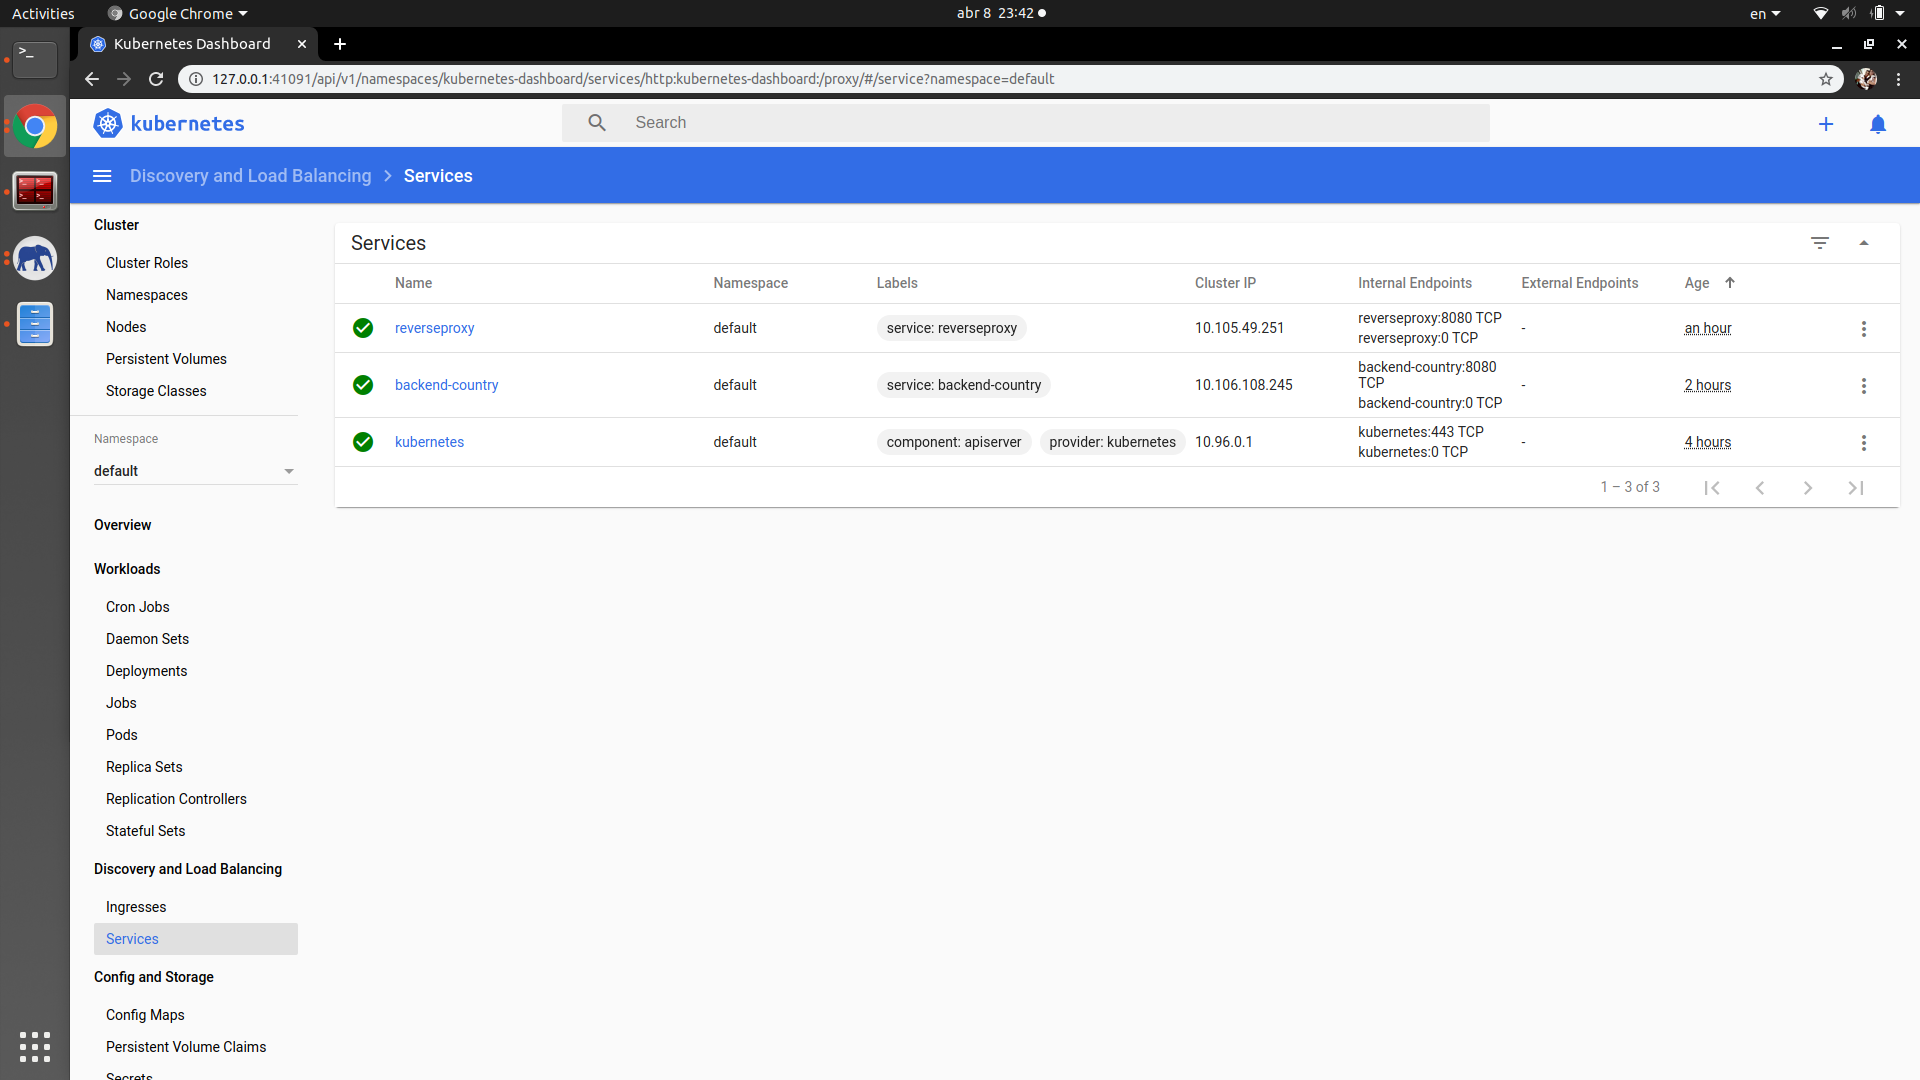 Activities
Google Chrome
abr 8 23:42
en
Kubernetes Dashboard
127.0.0.1:41091/api/v1/namespaces/kubernetes-dashboard/services/http:kubernetes-dashboard:/proxy/#/service?namespace=default
kubernetes
Search
Discovery and Load Balancing
Services
Cluster
Cluster Roles
Namespaces
Nodes
Persistent Volumes
Storage Classes
Namespace
default
Overview
Workloads
Cron Jobs
Daemon Sets
Deployments
Jobs
Pods
Replica Sets
Replication Controllers
Stateful Sets
Discovery and Load Balancing
Ingresses
Services
Config and Storage
Config Maps
Persistent Volume Claims
Secrets
Services
Name Namespace Labels Cluster IP Internal Endpoints External Endpoints Age
reverseproxy default service: reverseproxy 10.105.49.251 reverseproxy:8080 TCP - an hour
reverseproxy:0 TCP
backend-country default service: backend-country 10.106.108.245 backend-country:8080 - 2 hours
TCP
backend-country:0 TCP
kubernetes default component: apiserver provider: kubernetes 10.96.0.1 kubernetes:443 TCP - 4 hours
kubernetes:0 TCP
1 – 3 of 3